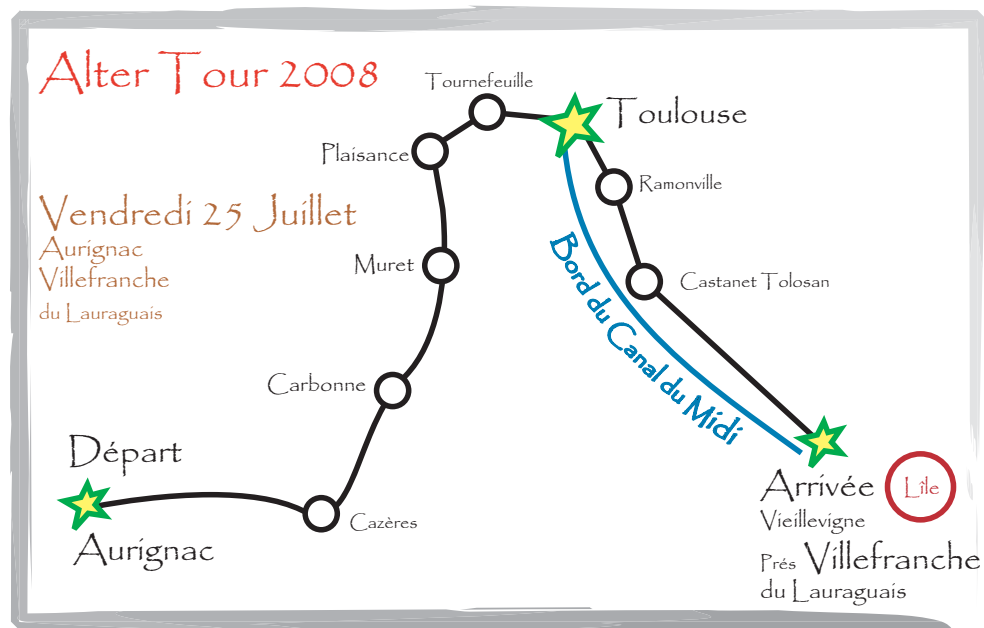 Alter Tour 2008
Tournefeuille
Toulouse
Plaisance
Ramonville
Vendredi 25 Juillet
Aurignac
Villefranche
du Lauraguais
Muret
Castanet Tolosan
Bord du Canal du Midi
Carbonne
Départ
Aurignac
Cazères
Arrivée
L'île
Vieillevigne
Prés Villefranche
du Lauraguais